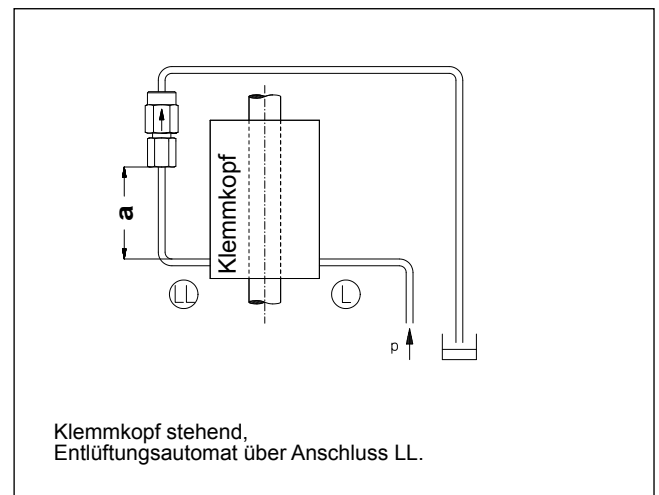 a
Klemmkopf
LL
L
p
Klemmkopf stehend,
Entlüftungsautomat über Anschluss LL.